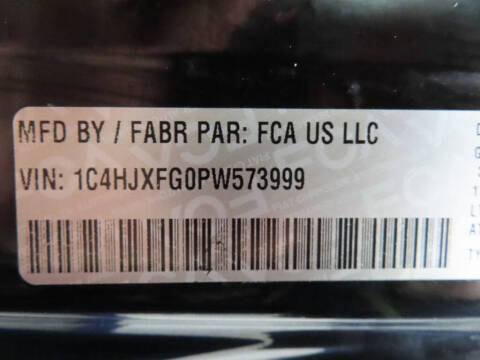 MFD BY / FABR PAR: FCA US LLC
VIN: 1C4HJXFG0PW573999